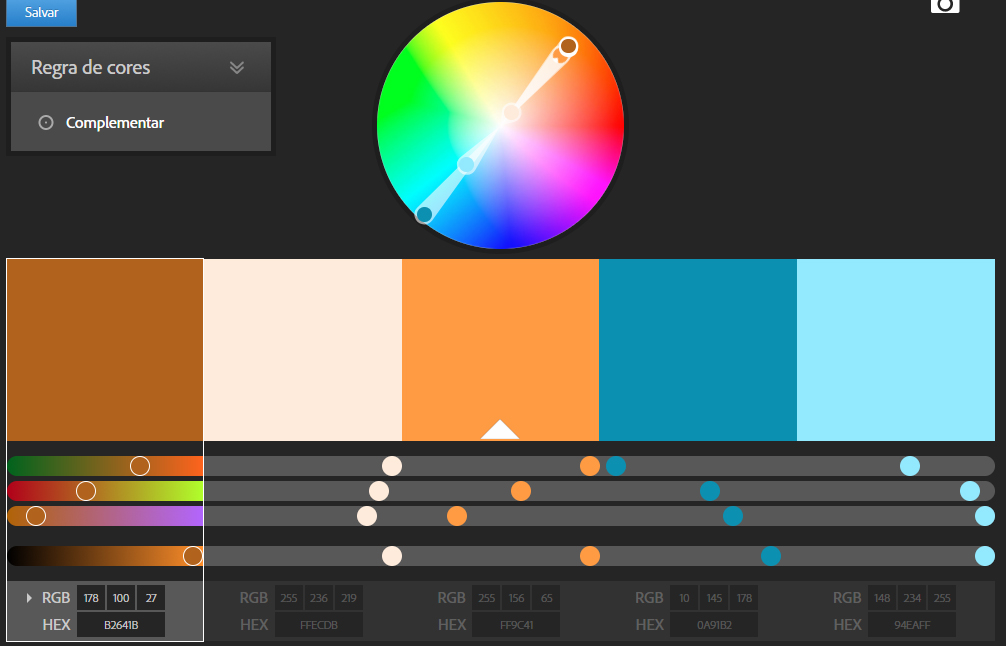 Salvar
Regra de cores
Complementar
RGB 178 100 27 RGB 255 236 219 RGB 255 156 65 RGB 10 145 178 RGB 148 234 255
HEX B2641B HEX FFECDB HEX FF9C41 HEX 0A91B2 HEX 94EAFF